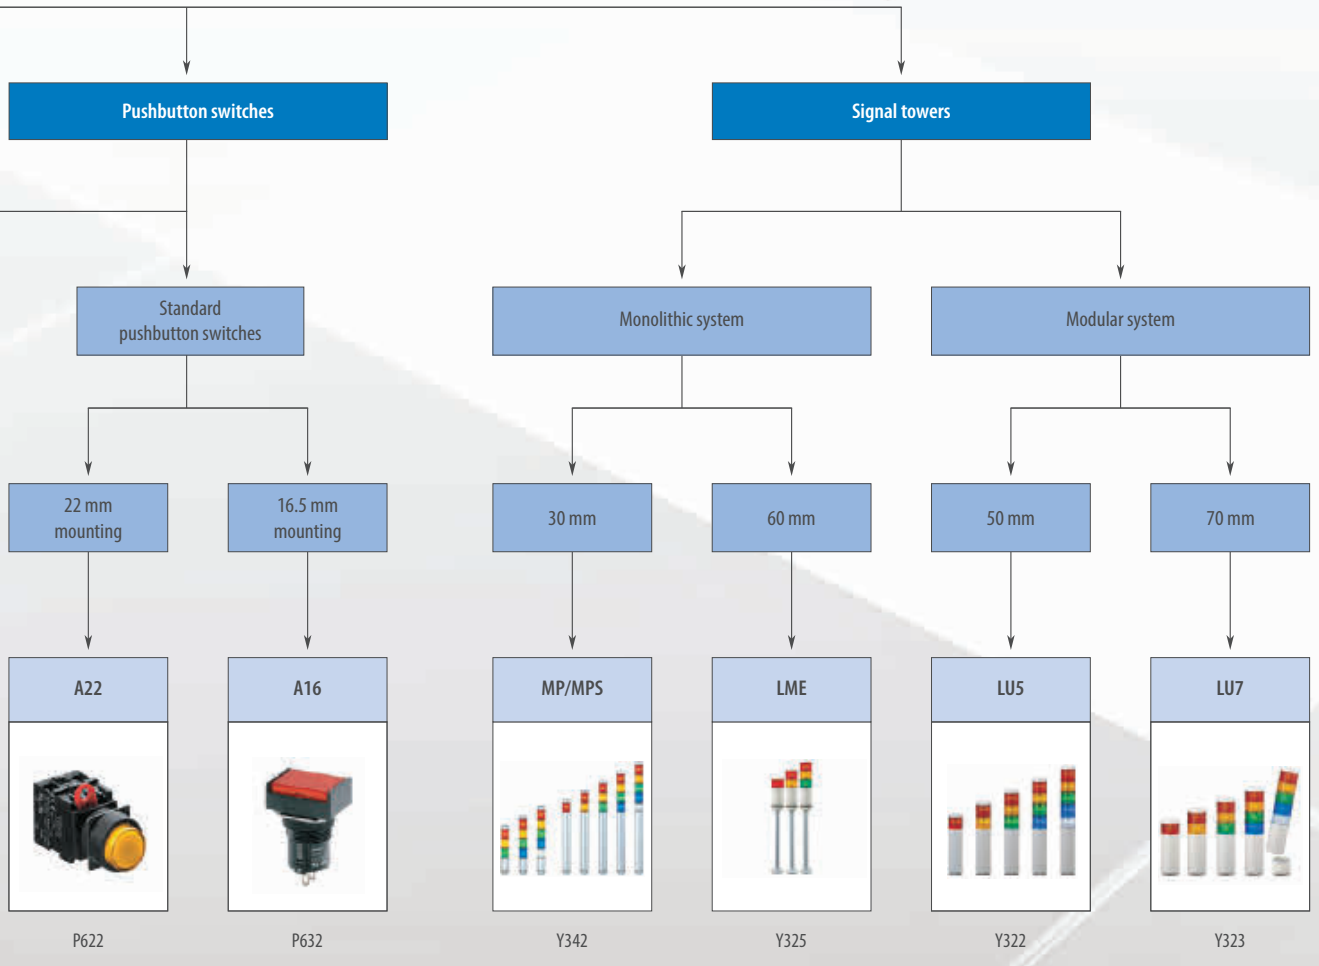 Pushbutton switches
Signal towers
Standard
pushbutton switches
Monolithic system
Modular system
22 mm
mounting
16.5 mm
mounting
30 mm
60 mm
50 mm
70 mm
A22
A16
MP/MPS
LME
LU5
LU7
P622
P632
Y342
Y325
Y322
Y323